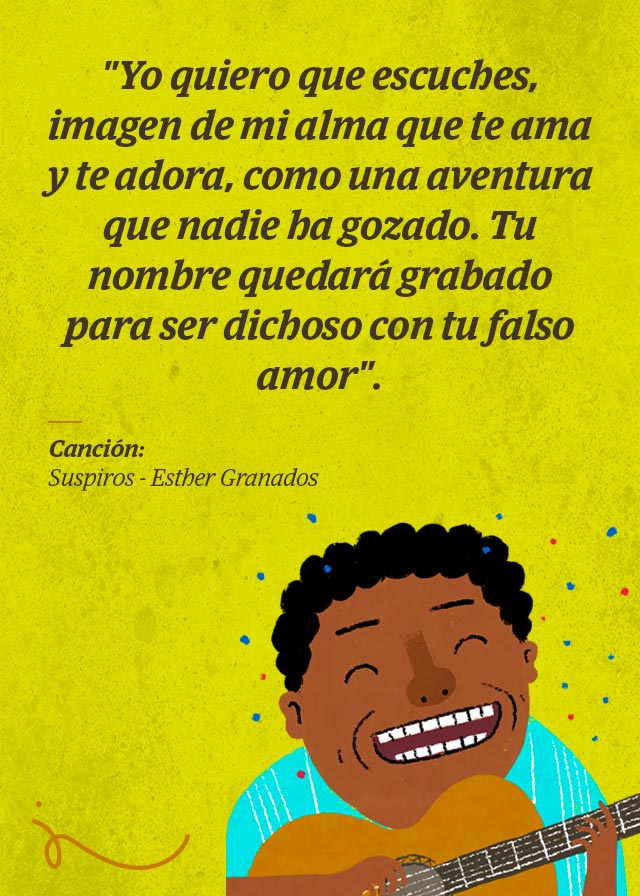 "Yo quiero que escuches,
imagen de mi alma que te ama
y te adora, como una aventura
que nadie ha gozado. Tu
nombre quedará grabado
para ser dichoso con tu falso
amor".
Canción:
Suspiros - Esther Granados